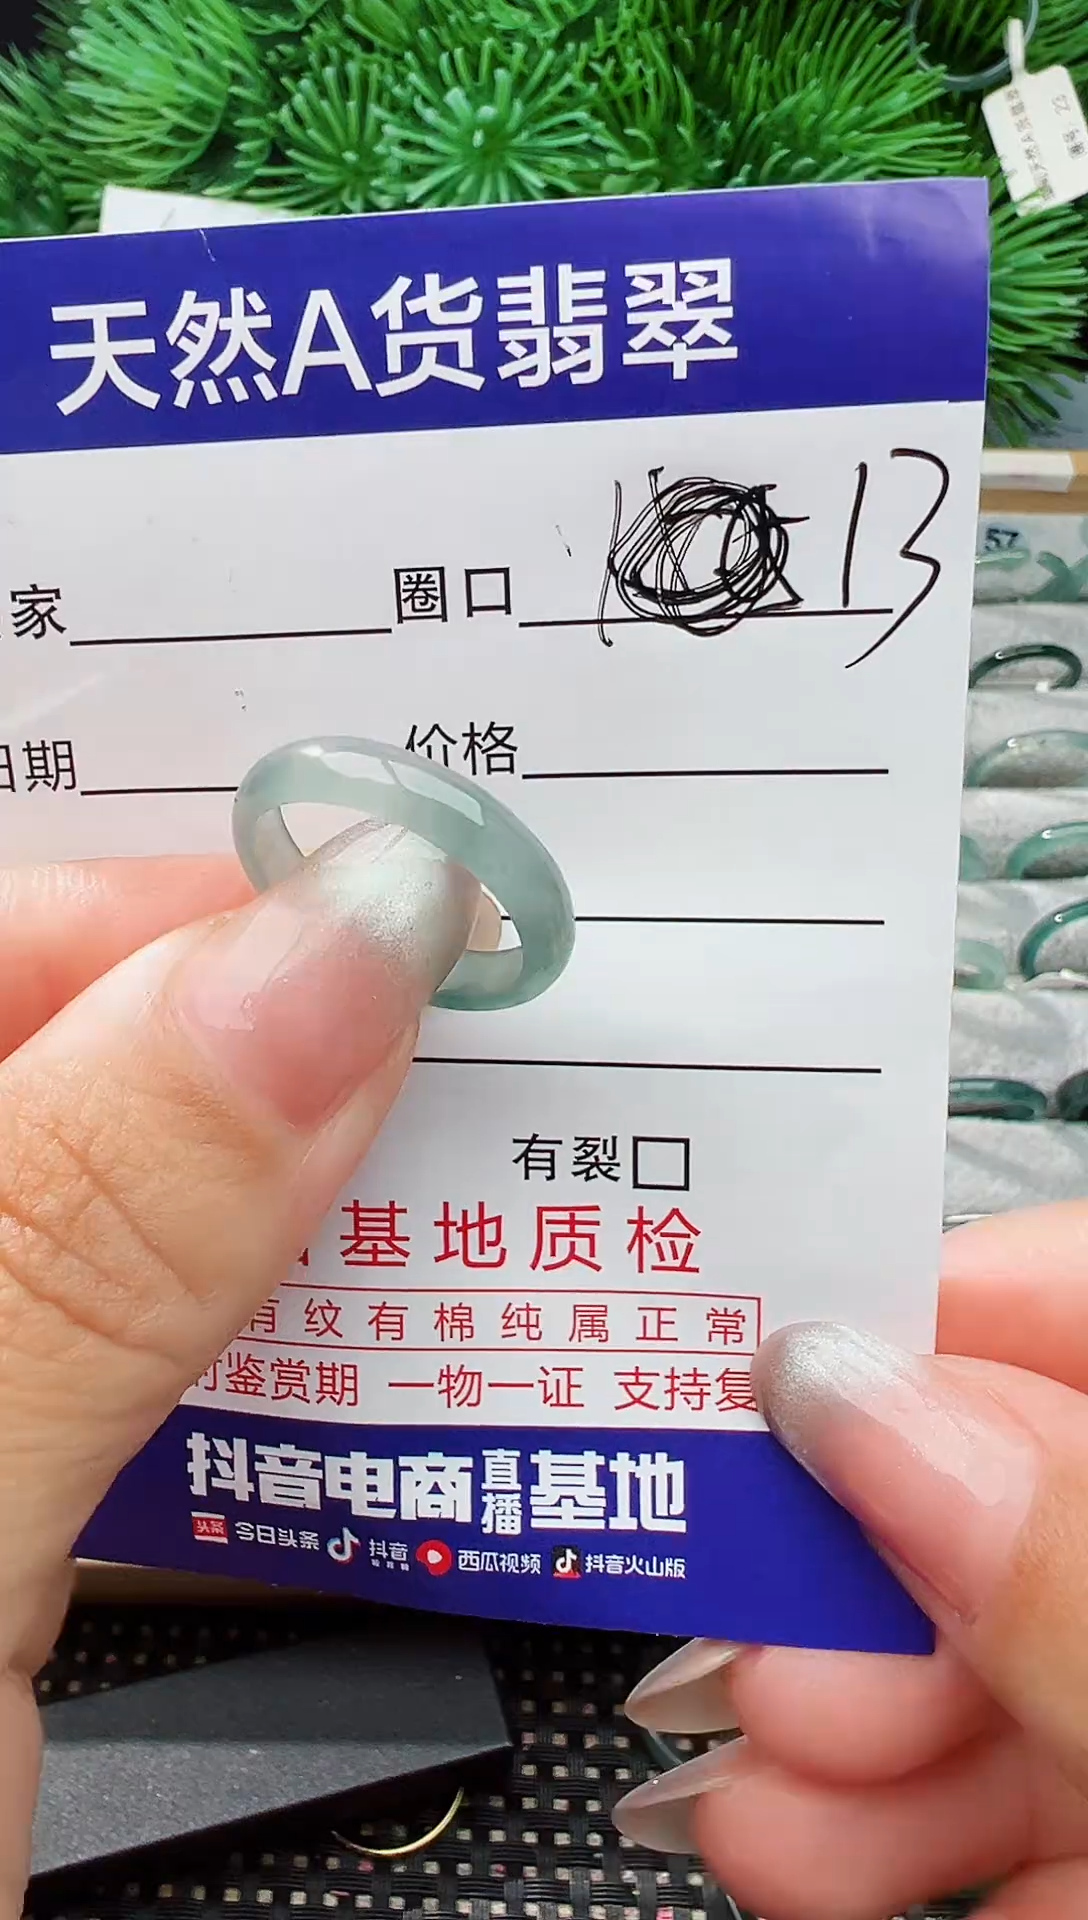 天然A货翡翠
家 圈口 13
日期 价格
有裂
基地质检
有纹有棉纯属正常
时鉴赏期 一物一证 支持复
抖音电商直播基地
头条 今日头条 抖音 西瓜视频 抖音火山版
57